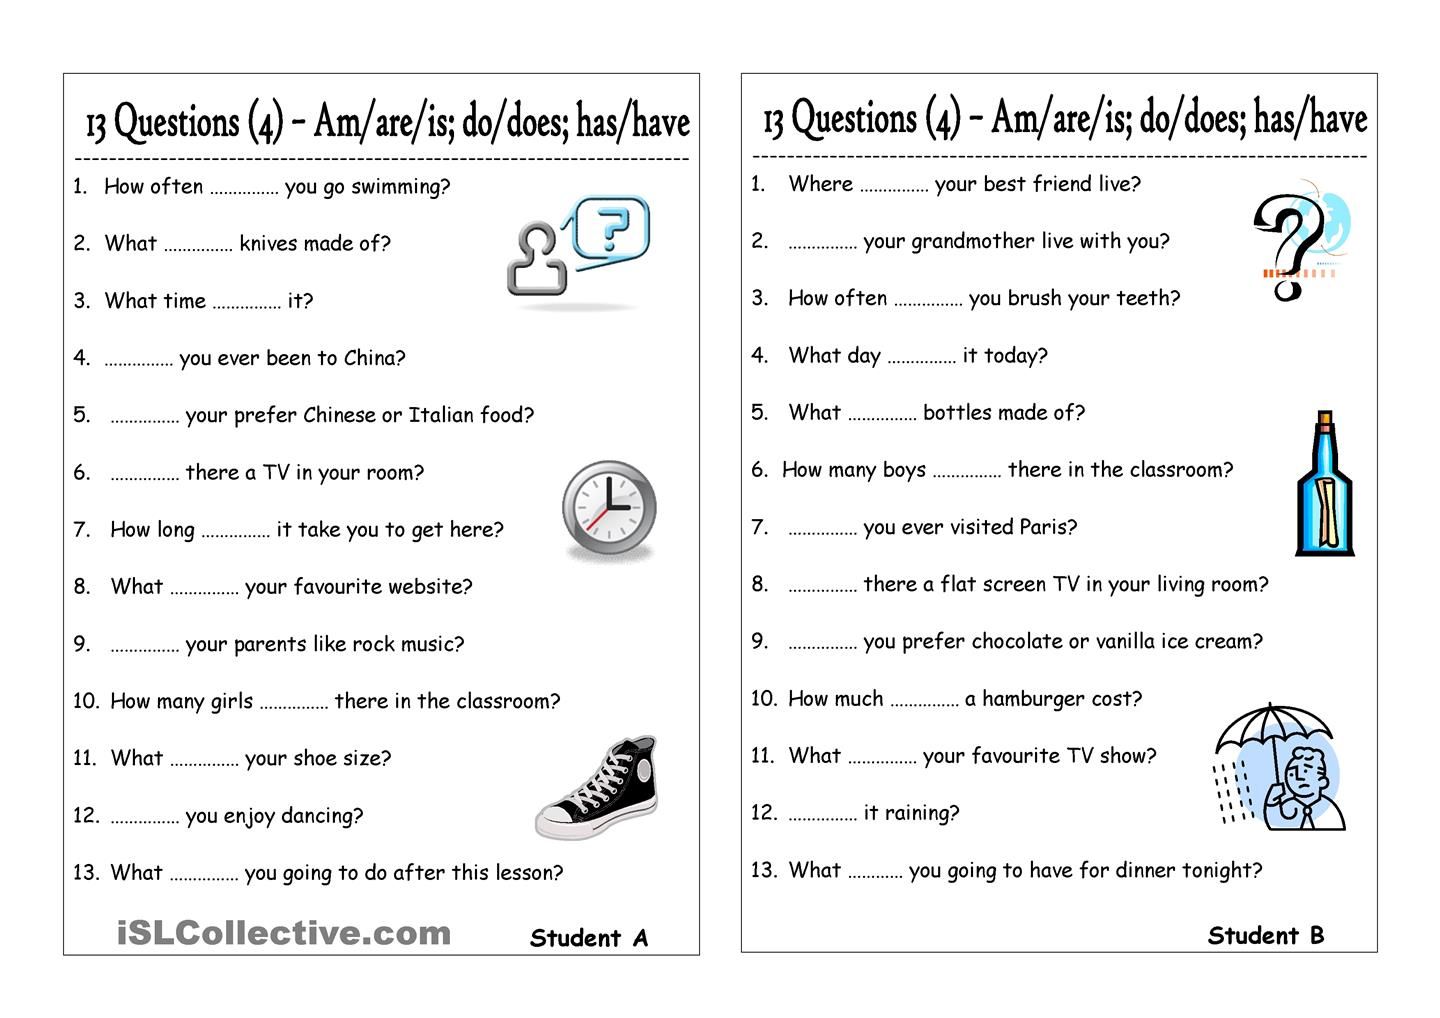 13 Questions (4) – Am/are/is; do/does; has/have
1. How often .............. you go swimming?
2. What .............. knives made of?
3. What time .............. it?
4. .............. you ever been to China?
5. .............. your prefer Chinese or Italian food?
6. .............. there a TV in your room?
7. How long .............. it take you to get here?
8. What .............. your favourite website?
9. .............. your parents like rock music?
10. How many girls .............. there in the classroom?
11. What .............. your shoe size?
12. .............. you enjoy dancing?
13. What .............. you going to do after this lesson?
iSLCollective.com
Student A
13 Questions (4) – Am/are/is; do/does; has/have
1. Where .............. your best friend live?
2. .............. your grandmother live with you?
3. How often .............. you brush your teeth?
4. What day .............. it today?
5. What .............. bottles made of?
6. How many boys .............. there in the classroom?
7. .............. you ever visited Paris?
8. .............. there a flat screen TV in your living room?
9. .............. you prefer chocolate or vanilla ice cream?
10. How much .............. a hamburger cost?
11. What .............. your favourite TV show?
12. .............. it raining?
13. What ........... you going to have for dinner tonight?
Student B